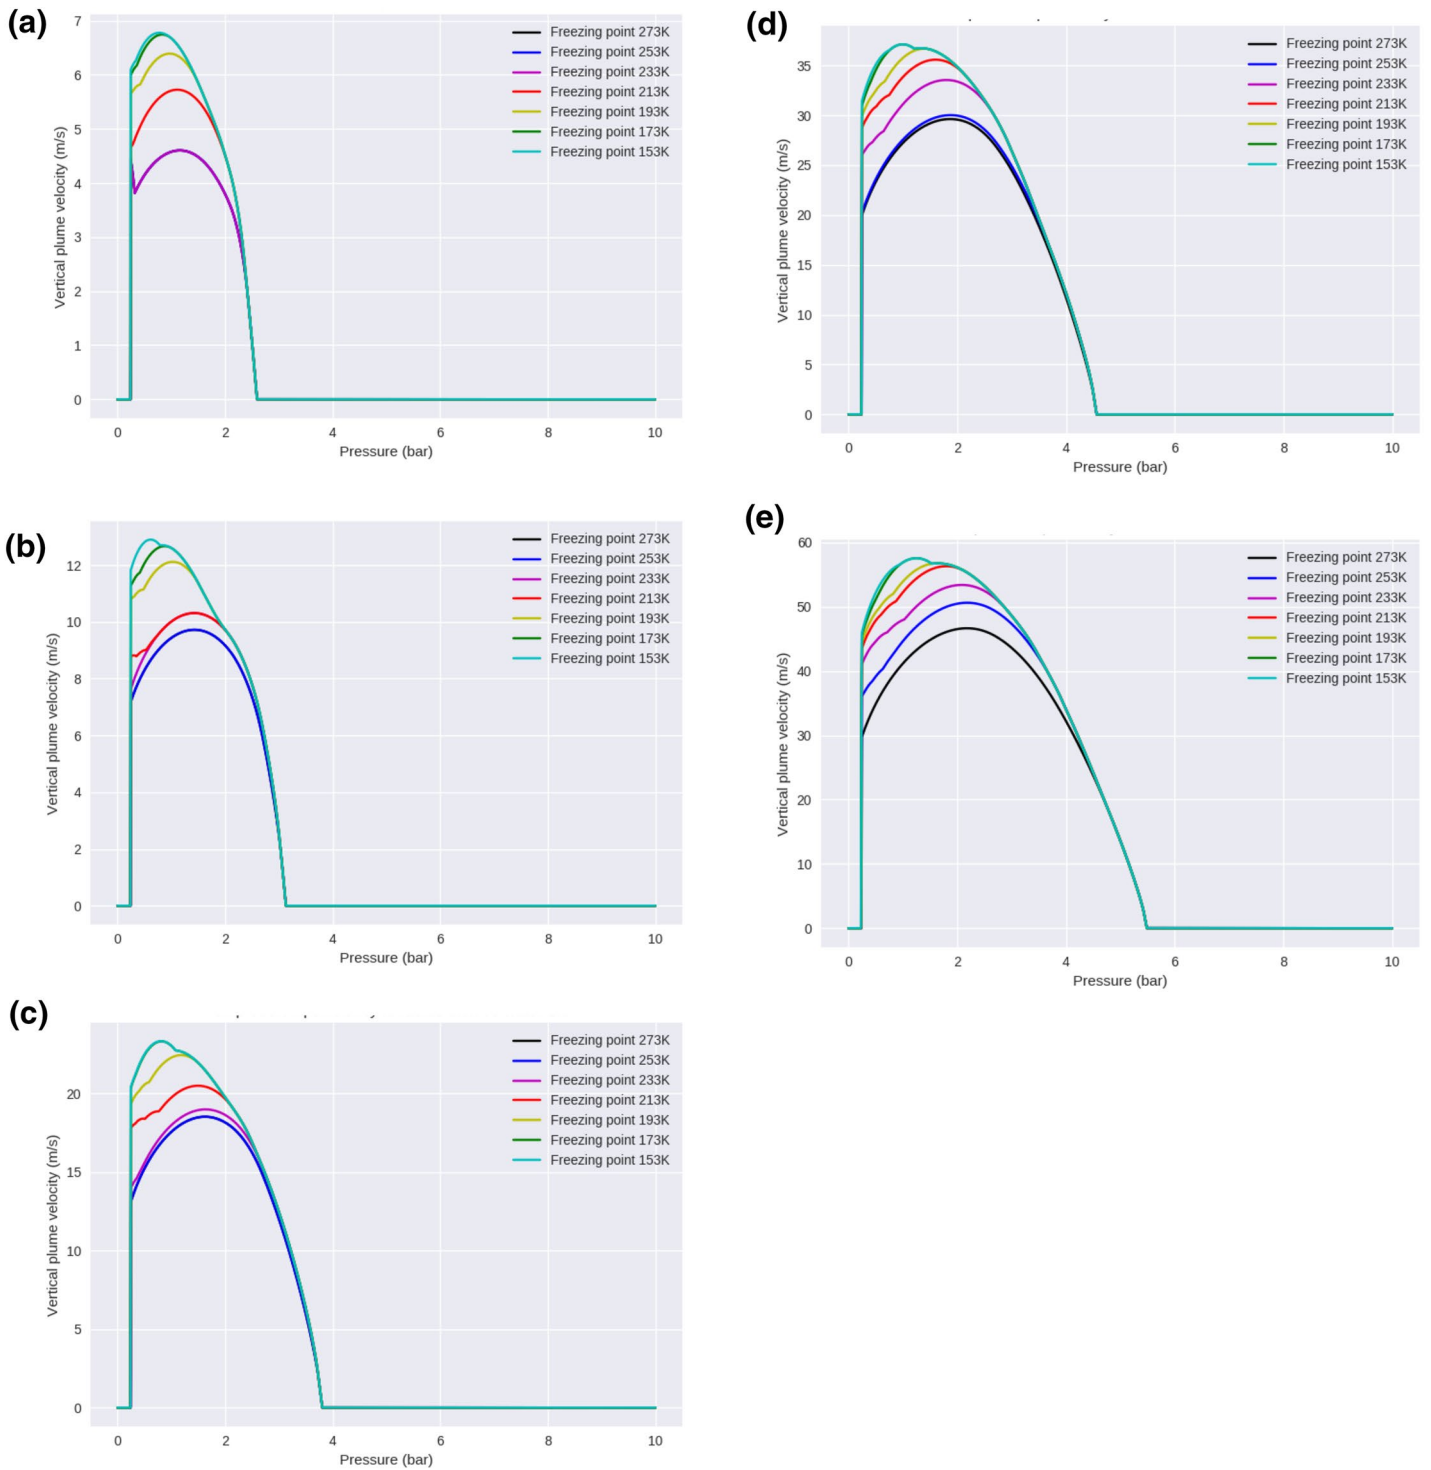 (a)
7
6
5
4
3
2
1
0
Vertical plume velocity (m/s)
Freezing point 273K
Freezing point 253K
Freezing point 233K
Freezing point 213K
Freezing point 193K
Freezing point 173K
Freezing point 153K
0 2 4 6 8 10
Pressure (bar)
(b)
12
10
8
6
4
2
0
Vertical plume velocity (m/s)
Freezing point 273K
Freezing point 253K
Freezing point 233K
Freezing point 213K
Freezing point 193K
Freezing point 173K
Freezing point 153K
0 2 4 6 8 10
Pressure (bar)
(c)
20
15
10
5
0
Vertical plume velocity (m/s)
Freezing point 273K
Freezing point 253K
Freezing point 233K
Freezing point 213K
Freezing point 193K
Freezing point 173K
Freezing point 153K
0 2 4 6 8 10
Pressure (bar)
(d)
35
30
25
20
15
10
5
0
Vertical plume velocity (m/s)
Freezing point 273K
Freezing point 253K
Freezing point 233K
Freezing point 213K
Freezing point 193K
Freezing point 173K
Freezing point 153K
0 2 4 6 8 10
Pressure (bar)
(e)
60
50
40
30
20
10
0
Vertical plume velocity (m/s)
Freezing point 273K
Freezing point 253K
Freezing point 233K
Freezing point 213K
Freezing point 193K
Freezing point 173K
Freezing point 153K
0 2 4 6 8 10
Pressure (bar)